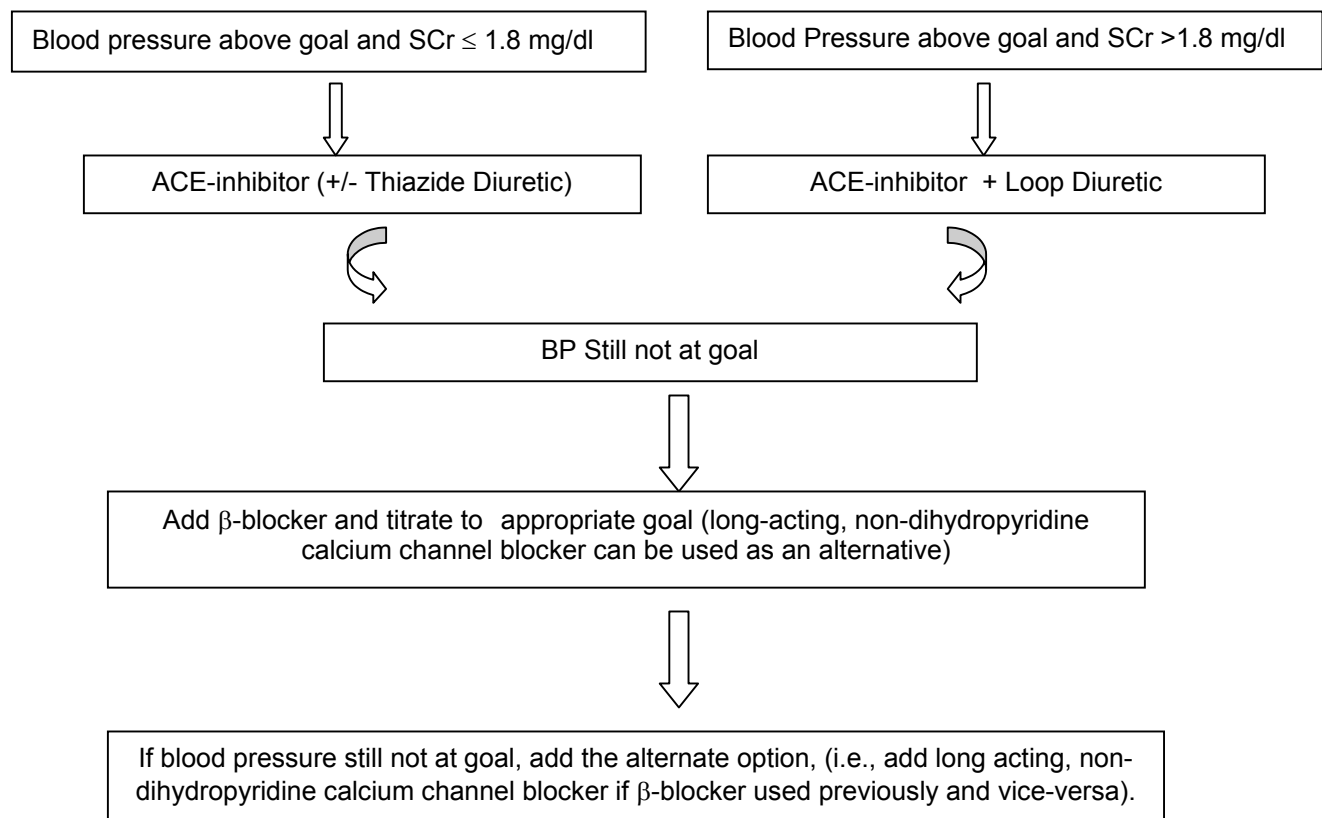 Blood pressure above goal and SCr ≤ 1.8 mg/dl
Blood Pressure above goal and SCr >1.8 mg/dl
ACE-inhibitor (+/- Thiazide Diuretic)
ACE-inhibitor + Loop Diuretic
BP Still not at goal
Add β-blocker and titrate to appropriate goal (long-acting, non-dihydropyridine
calcium channel blocker can be used as an alternative)
If blood pressure still not at goal, add the alternate option, (i.e., add long acting, non-
dihydropyridine calcium channel blocker if β-blocker used previously and vice-versa).